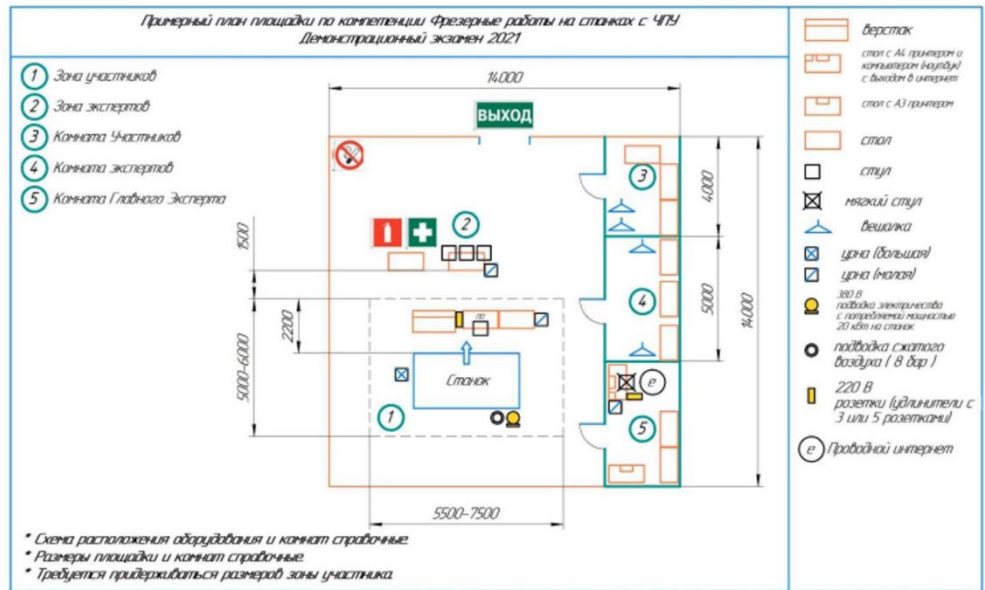 Примерный план площадки по компетенции Фрезерные работы на станках с ЧПУ
Демонстрационный экзамен 2021
1 Зона участников
2 Зона экспертов
3 Комната Участников
4 Комната экспертов
5 Комната Главного Эксперта
14000
ВЫХОД
3
4000
2
1500
4
5000
14000
2200
5000-6000
ПО
Станок
1
е
5
5500-7500
* Схема расположения оборудования и комнат справочные
* Размеры площадки и комнат справочные
* Требуется придерживаться размеров зоны участника
верстак
стол с А4 принтером и
компьютером (ноутбук)
с выходом в интернет
стол с А3 принтером
стол
стул
мягкий стул
вешалка
урна (большая)
урна (малая)
380 В
подводка электричества
с потребляемой мощностью
20 кВт на станок
подводка сжатого
воздуха ( 8 бар )
220 В
розетки (удлинители с
3 или 5 розетками)
е Проводной интернет